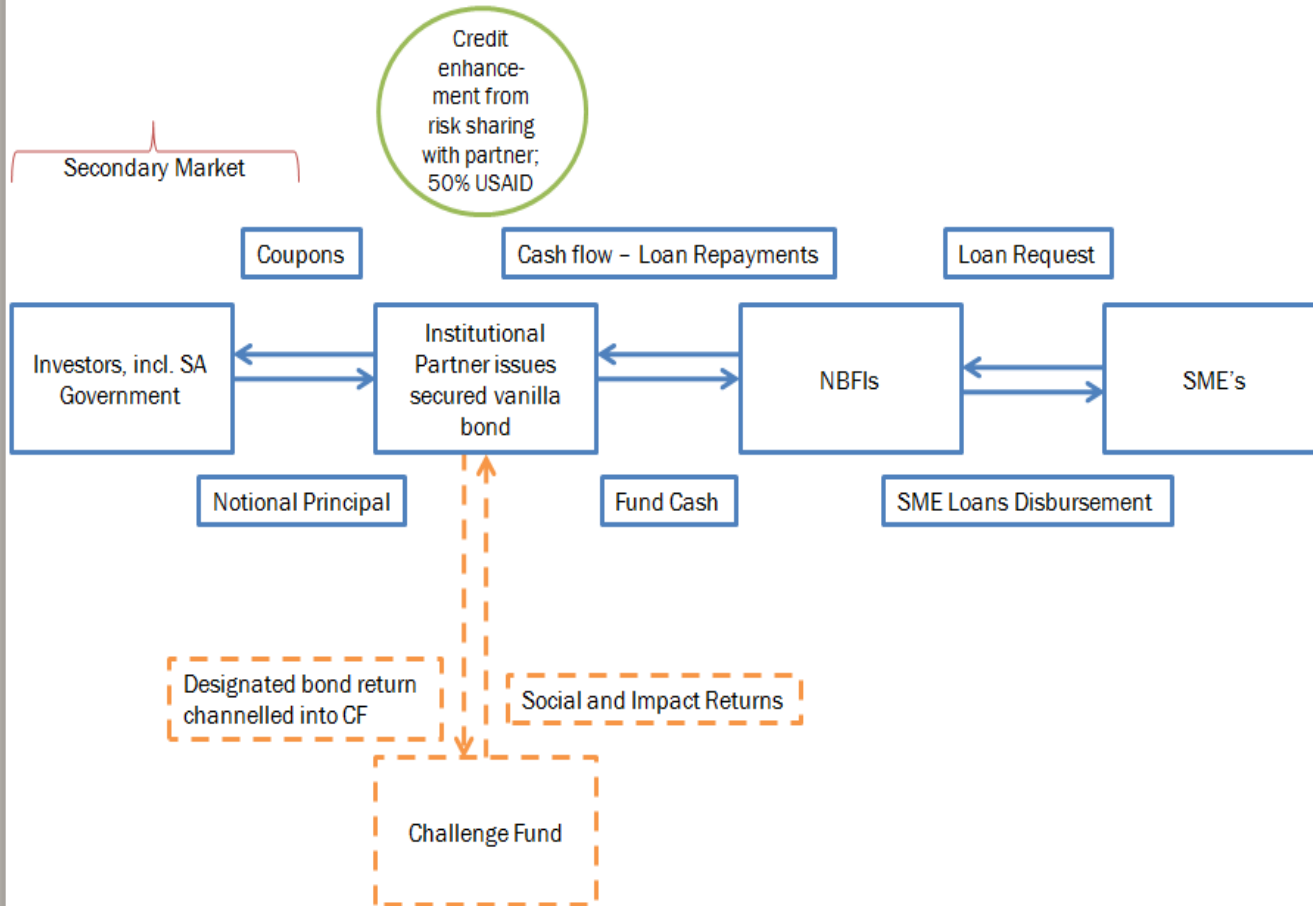 Credit
enhance-
ment from
risk sharing
with partner;
50% USAID
Secondary Market
Coupons
Cash flow – Loan Repayments
Loan Request
Investors, incl. SA
Government
Institutional
Partner issues
secured vanilla
bond
NBFIs
SME's
Notional Principal
Fund Cash
SME Loans Disbursement
Designated bond return
channelled into CF
Social and Impact Returns
Challenge Fund